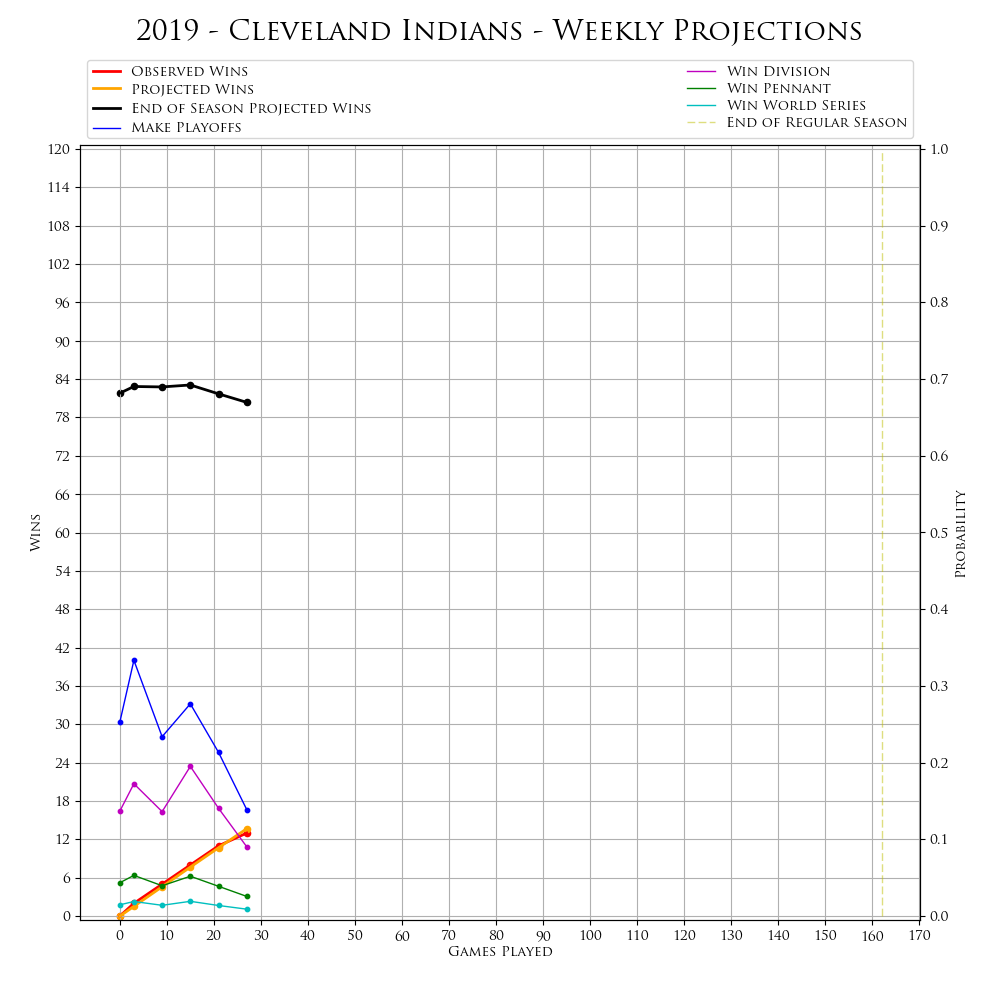 2019 - Cleveland Indians - Weekly Projections
Observed Wins
Projected Wins
End of Season Projected Wins
Make Playoffs
Win Division
Win Pennant
Win World Series
End of Regular Season
120
114
108
102
96
90
84
78
72
66
60
54
48
42
36
30
24
18
12
6
0
Wins
1.0
0.9
0.8
0.7
0.6
0.5
0.4
0.3
0.2
0.1
0.0
Probability
0 10 20 30 40 50 60 70 80 90 100 110 120 130 140 150 160 170
Games Played